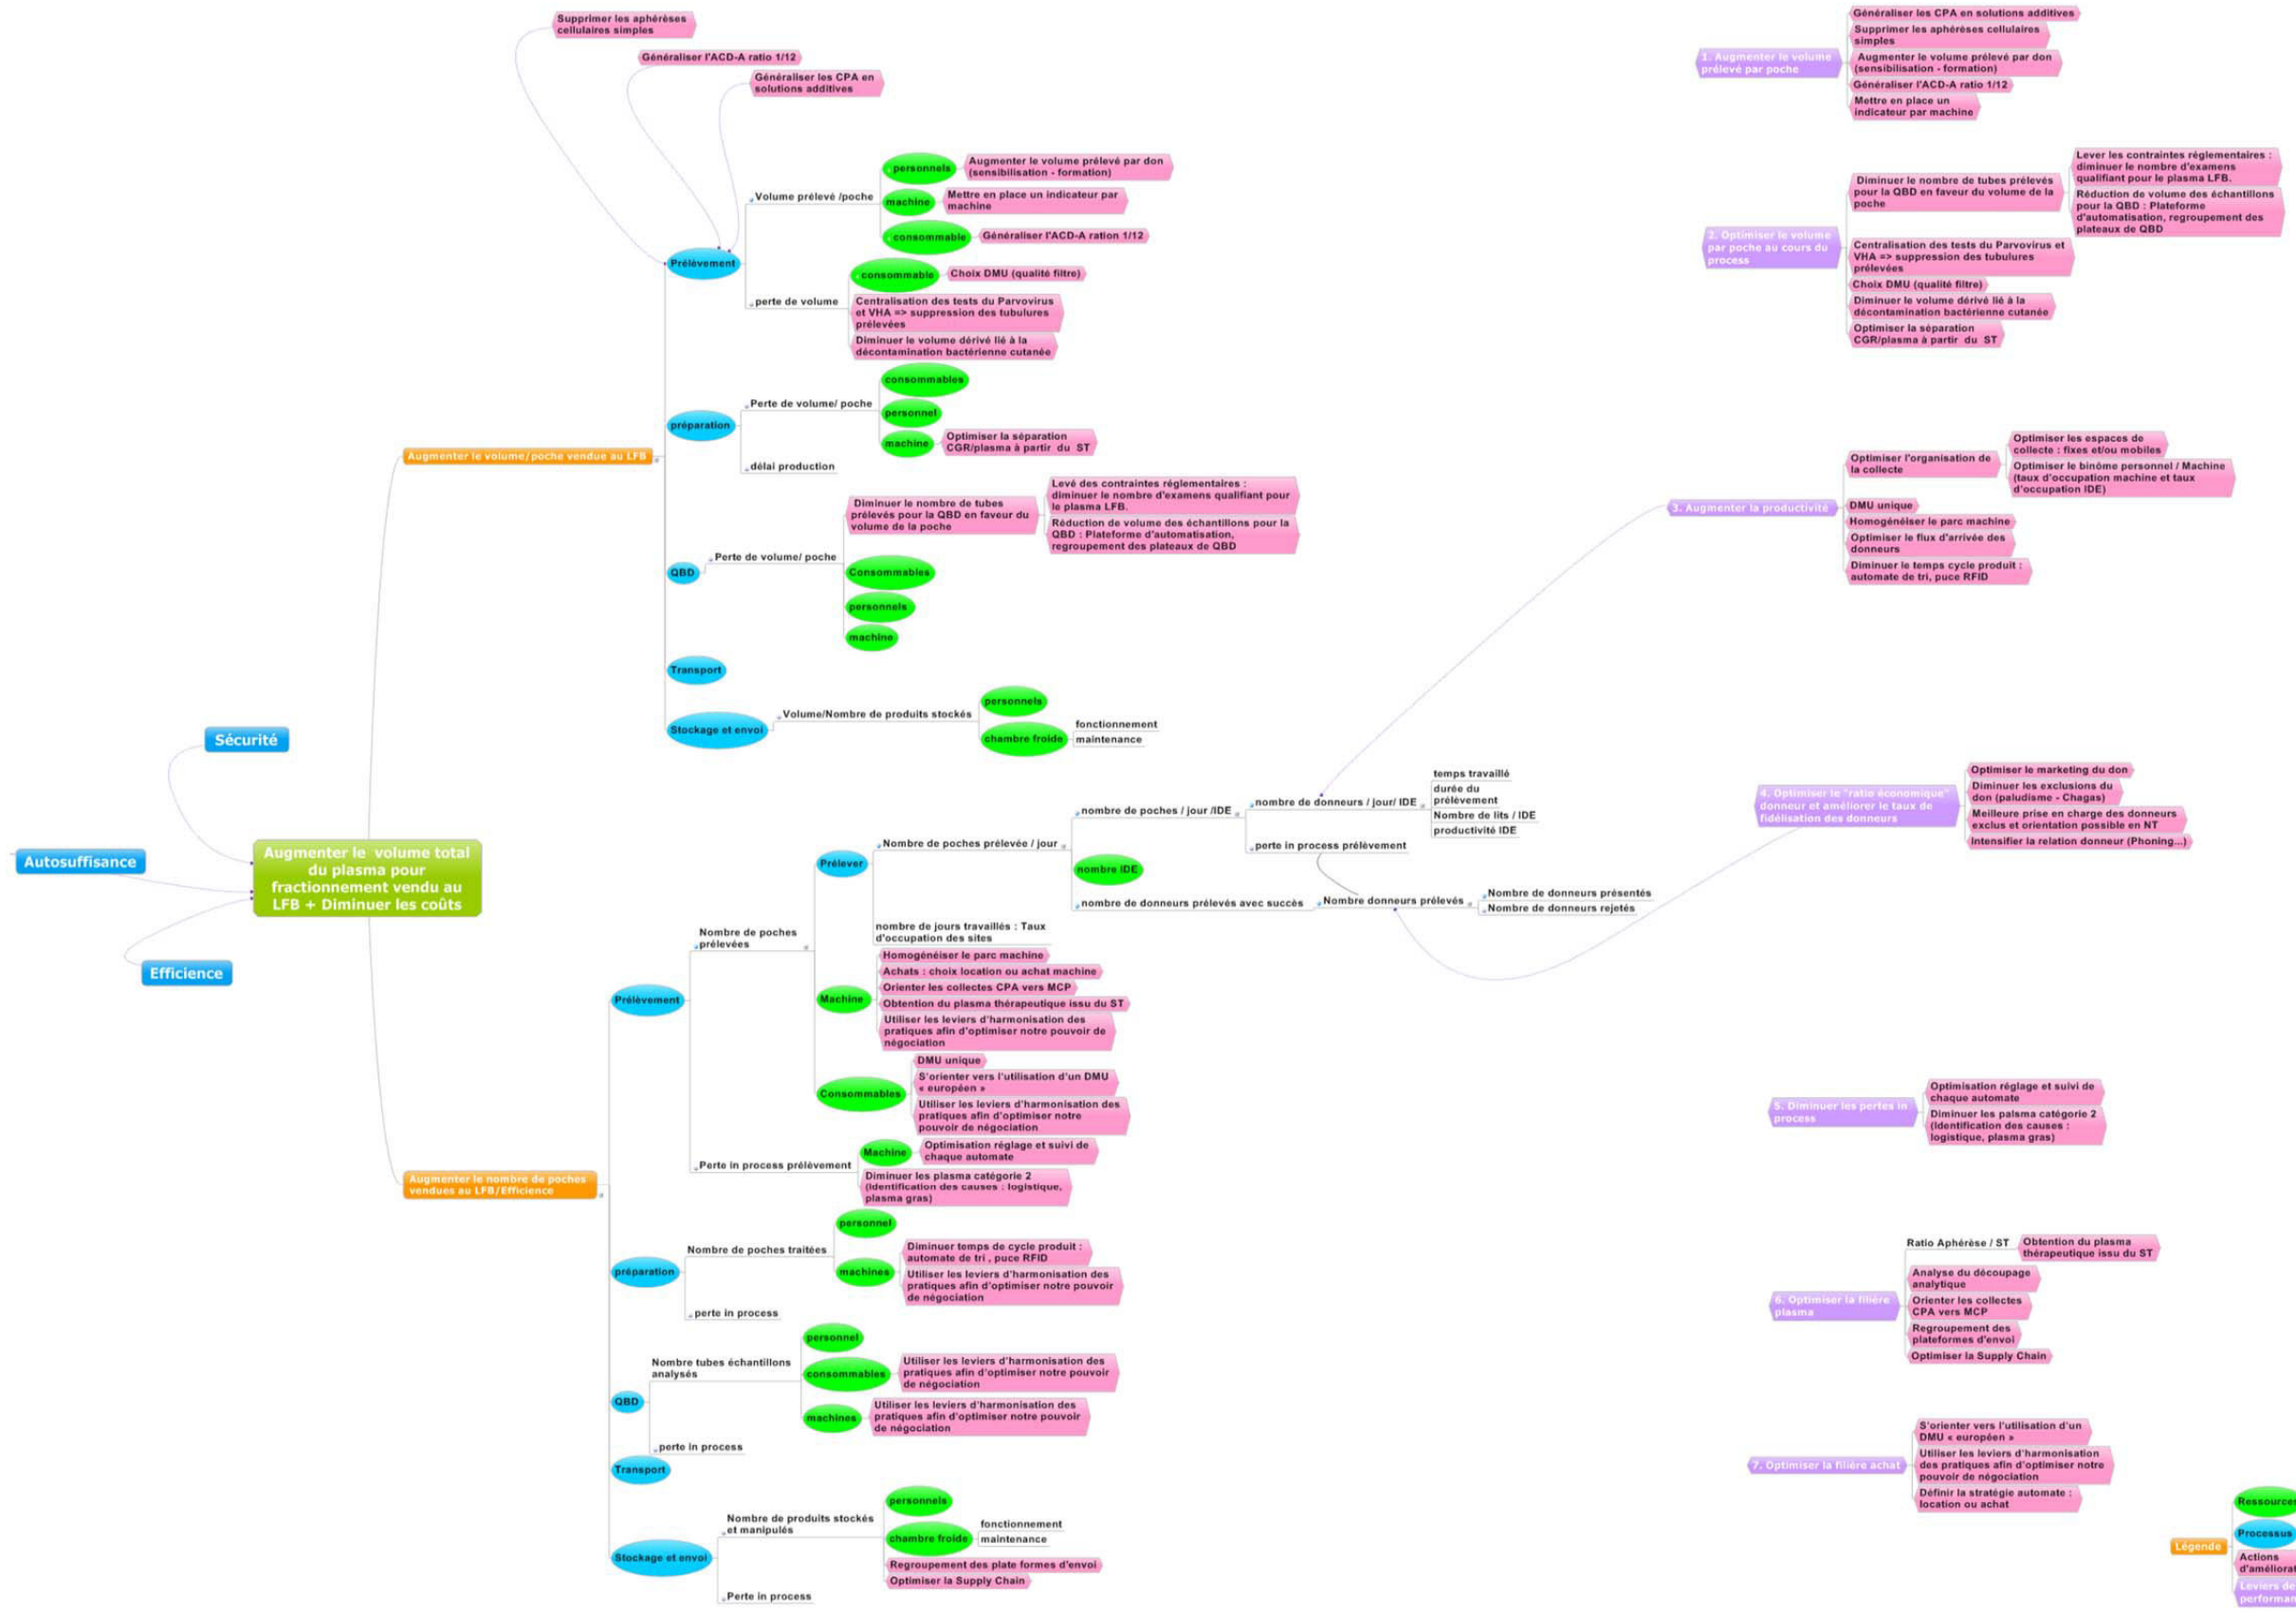 Supprimer les aphérèses
cellulaires simples
Généraliser l'ACD-A ratio 1/12
Généraliser les CPA en
solutions additives
Sécurité
Autosuffisance
Efficience
Augmenter le  volume total
du plasma pour
fractionnement vendu au
LFB + Diminuer les coûts
Augmenter le volume/poche vendue au LFB
Prélèvement
Volume prélevé /poche
personnels
Augmenter le volume prélevé par don
(sensibilisation - formation)
machine
Mettre en place un indicateur par
machine
consommable
Généraliser l'ACD-A ration 1/12
perte de volume
consommable
Choix DMU (qualité filtre)
Centralisation des tests du Parvovirus
et VHA => suppression des tubulures
prélevées
Diminuer le volume dérivé lié à la
décontamination bactérienne cutanée
préparation
Perte de volume/ poche
consommables
personnel
machine
Optimiser la séparation
CGR/plasma à partir  du  ST
délai production
QBD
Perte de volume/ poche
Diminuer le nombre de tubes
prélevés pour la QBD en faveur du
volume de la poche
Levé des contraintes réglementaires :
diminuer le nombre d'examens qualifiant pour
le plasma LFB.
Réduction de volume des échantillons pour la
QBD : Plateforme d'automatisation,
regroupement des plateaux de QBD
Consommables
personnels
machine
Transport
Stockage et envoi
Volume/Nombre de produits stockés
personnels
chambre froide
fonctionnement
maintenance
Augmenter le nombre de poches
vendues au LFB/Efficience
Prélèvement
Nombre de poches
prélevées
Prélever
Nombre de poches prélevée / jour
nombre de poches / jour /IDE
nombre de donneurs / jour/ IDE
temps travaillé
durée du
prélèvement
Nombre de lits / IDE
productivité IDE
perte in process prélèvement
nombre IDE
nombre de donneurs prélevés avec succès
Nombre donneurs prélevés
Nombre de donneurs présentés
Nombre de donneurs rejetés
nombre de jours travaillés : Taux
d'occupation des sites
Machine
Homogénéiser le parc machine
Achats : choix location ou achat machine
Orienter les collectes CPA vers MCP
Obtention du plasma thérapeutique issu du ST
Utiliser les leviers d'harmonisation des
pratiques afin d'optimiser notre pouvoir de
négociation
Consommables
DMU unique
S'orienter vers l'utilisation d'un DMU
« européen »
Utiliser les leviers d'harmonisation des
pratiques afin d'optimiser notre
pouvoir de négociation
Perte in process prélèvement
Machine
Optimisation réglage et suivi de
chaque automate
Diminuer les plasma catégorie 2
(Identification des causes : logistique,
plasma gras)
préparation
Nombre de poches traitées
personnel
machines
Diminuer temps de cycle produit :
automate de tri , puce RFID
Utiliser les leviers d'harmonisation des
pratiques afin d'optimiser notre pouvoir
de négociation
perte in process
QBD
Nombre tubes échantillons
analysés
personnel
consommables
Utiliser les leviers d'harmonisation des
pratiques afin d'optimiser notre pouvoir
de négociation
machines
Utiliser les leviers d'harmonisation des
pratiques afin d'optimiser notre pouvoir
de négociation
perte in process
Transport
Stockage et envoi
Nombre de produits stockés
et manipulés
personnels
chambre froide
fonctionnement
maintenance
Regroupement des plate formes d'envoi
Optimiser la Supply Chain
Perte in process
1. Augmenter le volume
prélevé par poche
Généraliser les CPA en solutions additives
Supprimer les aphérèses cellulaires
simples
Augmenter le volume prélevé par don
(sensibilisation - formation)
Généraliser l'ACD-A ratio 1/12
Mettre en place un
indicateur par machine
2. Optimiser le volume
par poche au cours du
process
Diminuer le nombre de tubes prélevés
pour la QBD en faveur du volume de la
poche
Lever les contraintes réglementaires :
diminuer le nombre d'examens
qualifiant pour le plasma LFB.
Réduction de volume des échantillons
pour la QBD : Plateforme
d'automatisation, regroupement des
plateaux de QBD
Centralisation des tests du Parvovirus et
VHA => suppression des tubulures
prélevées
Choix DMU (qualité filtre)
Diminuer le volume dérivé lié à la
décontamination bactérienne cutanée
Optimiser la séparation
CGR/plasma à partir  du  ST
3. Augmenter la productivité
Optimiser l'organisation de
la collecte
Optimiser les espaces de
collecte : fixes et/ou mobiles
Optimiser le binôme personnel / Machine
(taux d'occupation machine et taux
d'occupation IDE)
DMU unique
Homogénéiser le parc machine
Optimiser le flux d'arrivée des
donneurs
Diminuer le temps cycle produit :
automate de tri, puce RFID
4. Optimiser le "ratio économique"
donneur et améliorer le taux de
fidélisation des donneurs
Optimiser le marketing du don
Diminuer les exclusions du
don (paludisme - Chagas)
Meilleure prise en charge des donneurs
exclus et orientation possible en NT
Intensifier la relation donneur (Phoning...)
5. Diminuer les pertes in
process
Optimisation réglage et suivi de
chaque automate
Diminuer les palsma catégorie 2
(Identification des causes :
logistique, plasma gras)
6. Optimiser la filière
plasma
Ratio Aphérèse / ST
Obtention du plasma
thérapeutique issu du ST
Analyse du découpage
analytique
Orienter les collectes
CPA vers MCP
Regroupement des
plateformes d'envoi
Optimiser la Supply Chain
7. Optimiser la filière achat
S'orienter vers l'utilisation d'un
DMU « européen »
Utiliser les leviers d'harmonisation
des pratiques afin d'optimiser notre
pouvoir de négociation
Définir la stratégie automate :
location ou achat
Légende
Ressources
Processus
Actions
Leviers de